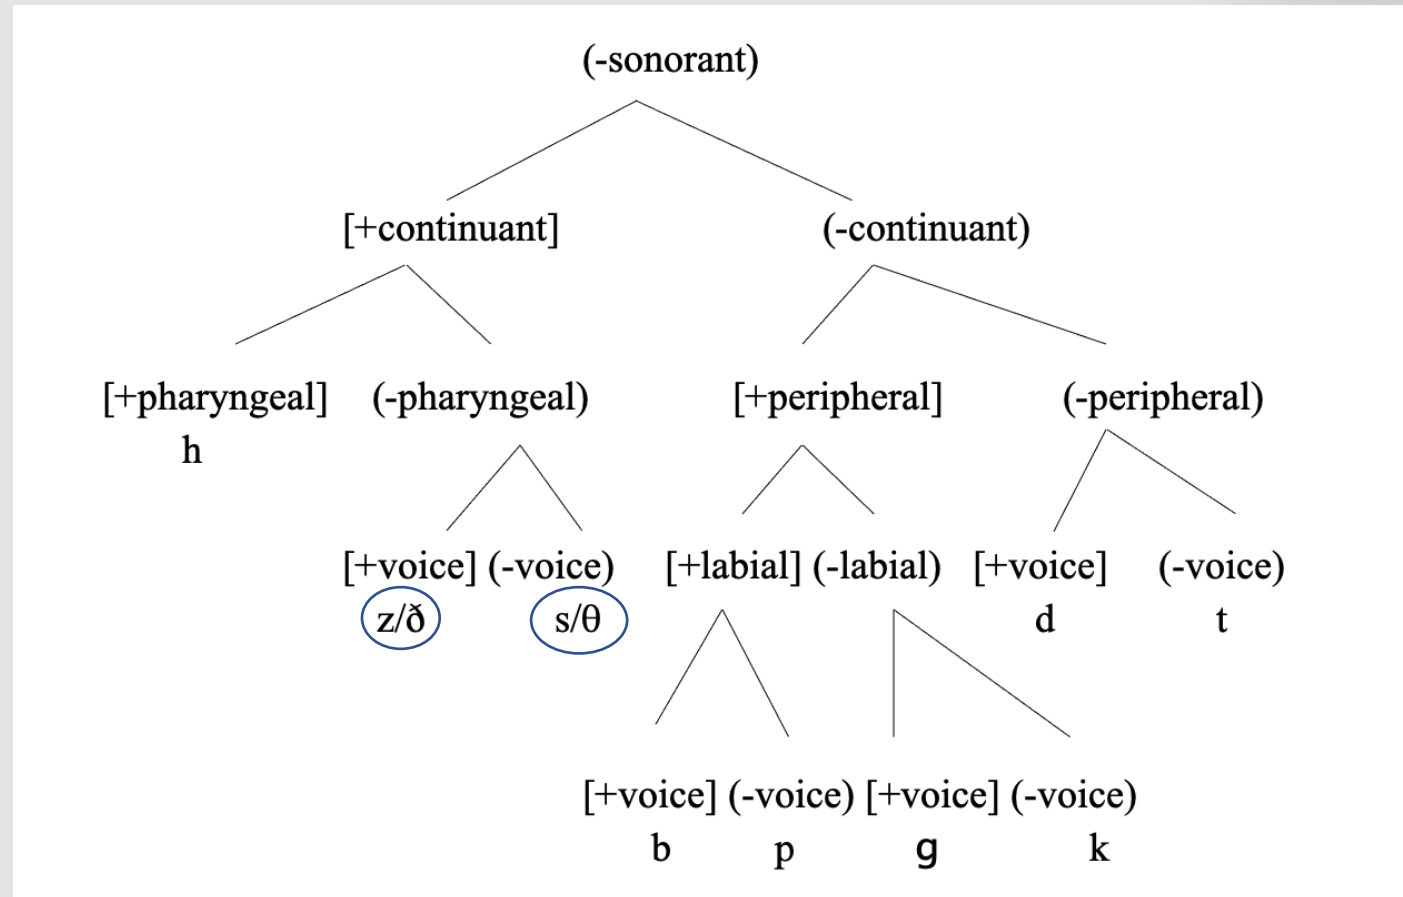 (-sonorant)
[+continuant] (-continuant)
[+pharyngeal] (-pharyngeal) [+peripheral] (-peripheral)
h
[+voice] (-voice) [+labial] (-labial) [+voice] (-voice)
z/ð s/θ d t
[+voice] (-voice) [+voice] (-voice)
b p g k